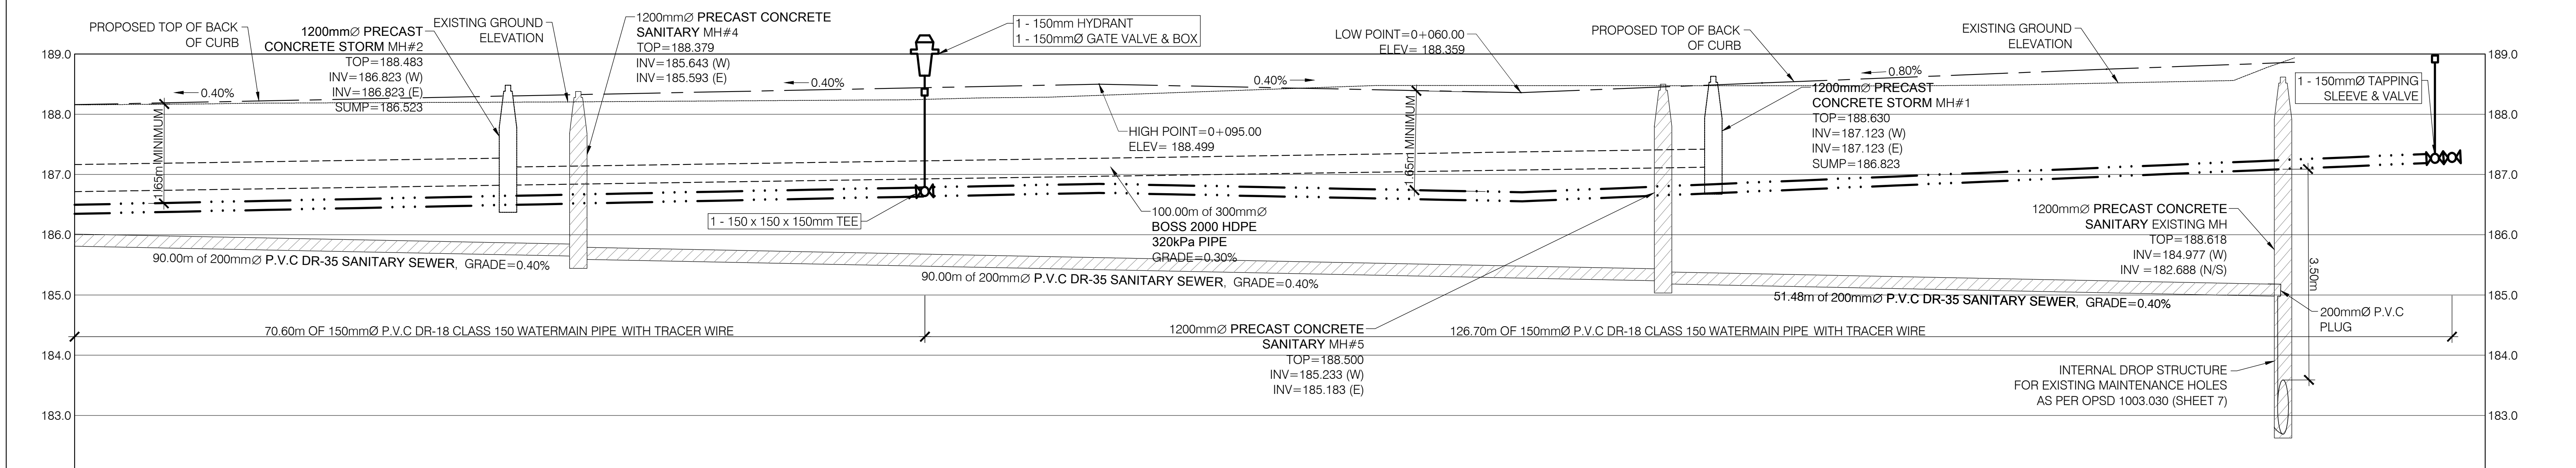 PROPOSED TOP OF BACK
OF CURB
1200mmØ PRECAST
CONCRETE STORM MH#2
TOP=188.483
INV=186.823 (W)
INV=186.823 (E)
SUMP=186.523
EXISTING GROUND
ELEVATION
1200mmØ PRECAST CONCRETE
SANITARY MH#4
TOP=188.379
INV=185.643 (W)
INV=185.593 (E)
1 - 150mm HYDRANT
1 - 150mmØ GATE VALVE & BOX
LOW POINT=0+060.00
ELEV= 188.359
PROPOSED TOP OF BACK
OF CURB
EXISTING GROUND
ELEVATION
189.0
189.0
0.40%
0.40%
0.40%
0.80%
1 - 150mmØ TAPPING
SLEEVE & VALVE
1200mmØ PRECAST
CONCRETE STORM MH#1
TOP=188.630
INV=187.123 (W)
INV=187.123 (E)
SUMP=186.823
188.0
188.0
1.65m MINIMUM
HIGH POINT=0+095.00
ELEV= 188.499
1.65m MINIMUM
187.0
187.0
1 - 150 x 150 x 150mm TEE
100.00m of 300mmØ
BOSS 2000 HDPE
320kPa PIPE
GRADE=0.30%
1200mmØ PRECAST CONCRETE
SANITARY EXISTING MH
TOP=188.618
INV=184.977 (W)
INV =182.688 (N/S)
186.0
186.0
90.00m of 200mmØ P.V.C DR-35 SANITARY SEWER, GRADE=0.40%
90.00m of 200mmØ P.V.C DR-35 SANITARY SEWER, GRADE=0.40%
51.48m of 200mmØ P.V.C DR-35 SANITARY SEWER, GRADE=0.40%
3.50m
185.0
185.0
200mmØ P.V.C
PLUG
70.60m OF 150mmØ P.V.C DR-18 CLASS 150 WATERMAIN PIPE WITH TRACER WIRE
1200mmØ PRECAST CONCRETE
SANITARY MH#5
TOP=188.500
INV=185.233 (W)
INV=185.183 (E)
126.70m OF 150mmØ P.V.C DR-18 CLASS 150 WATERMAIN PIPE WITH TRACER WIRE
184.0
184.0
INTERNAL DROP STRUCTURE
FOR EXISTING MAINTENANCE HOLES
AS PER OPSD 1003.030 (SHEET 7)
183.0
183.0